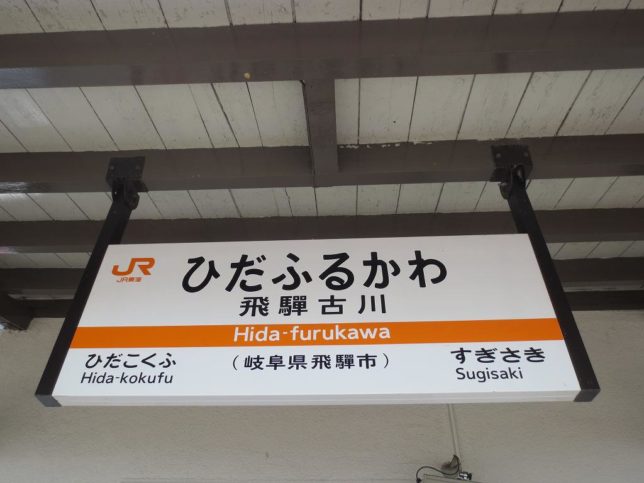 JR
JR東海
ひだふるかわ
飛驒古川
Hida-furukawa
ひだこくふ
Hida-kokufu
（岐阜県飛驒市）
すぎさき
Sugisaki